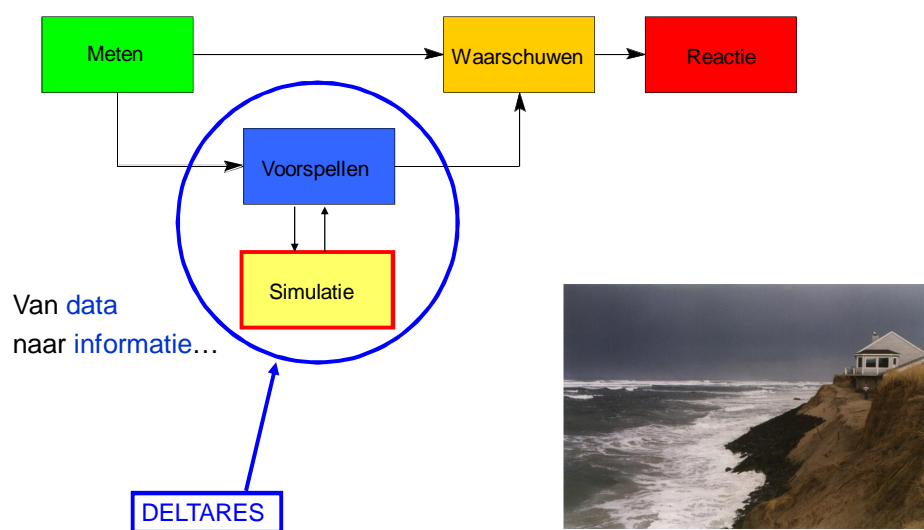 Meten
Waarschuwen
Reactie
Voorspellen
Simulatie
Van data
naar informatie…
DELTARES